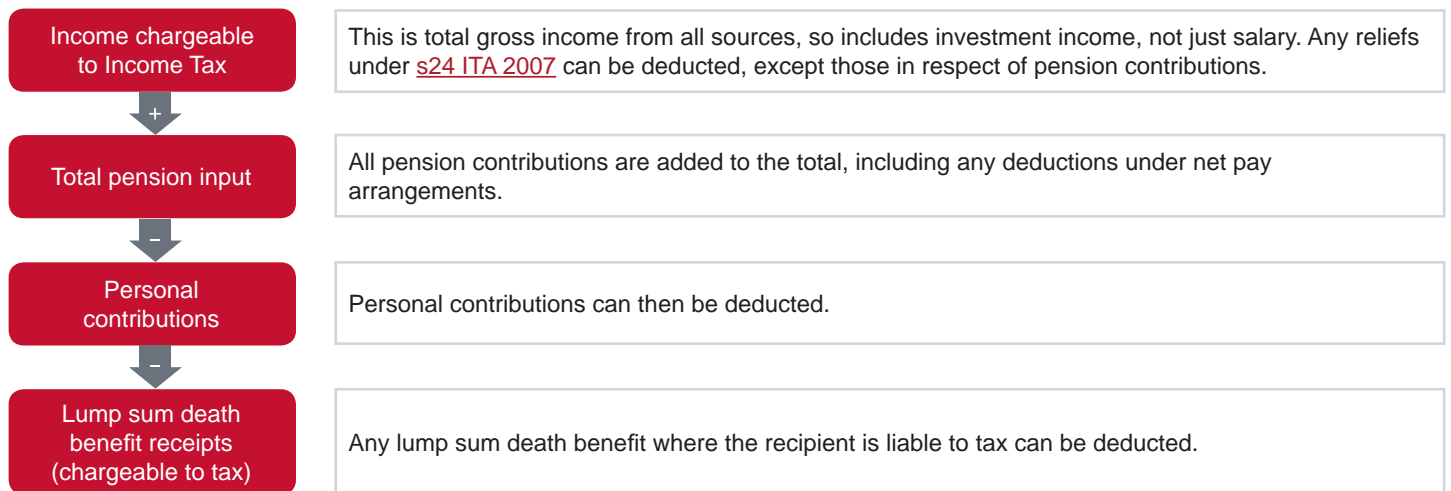 Income chargeable
to Income Tax
This is total gross income from all sources, so includes investment income, not just salary. Any reliefs
under s24 ITA 2007 can be deducted, except those in respect of pension contributions.
+
Total pension input
All pension contributions are added to the total, including any deductions under net pay
arrangements.
–
Personal
contributions
Personal contributions can then be deducted.
–
Lump sum death
benefit receipts
(chargeable to tax)
Any lump sum death benefit where the recipient is liable to tax can be deducted.